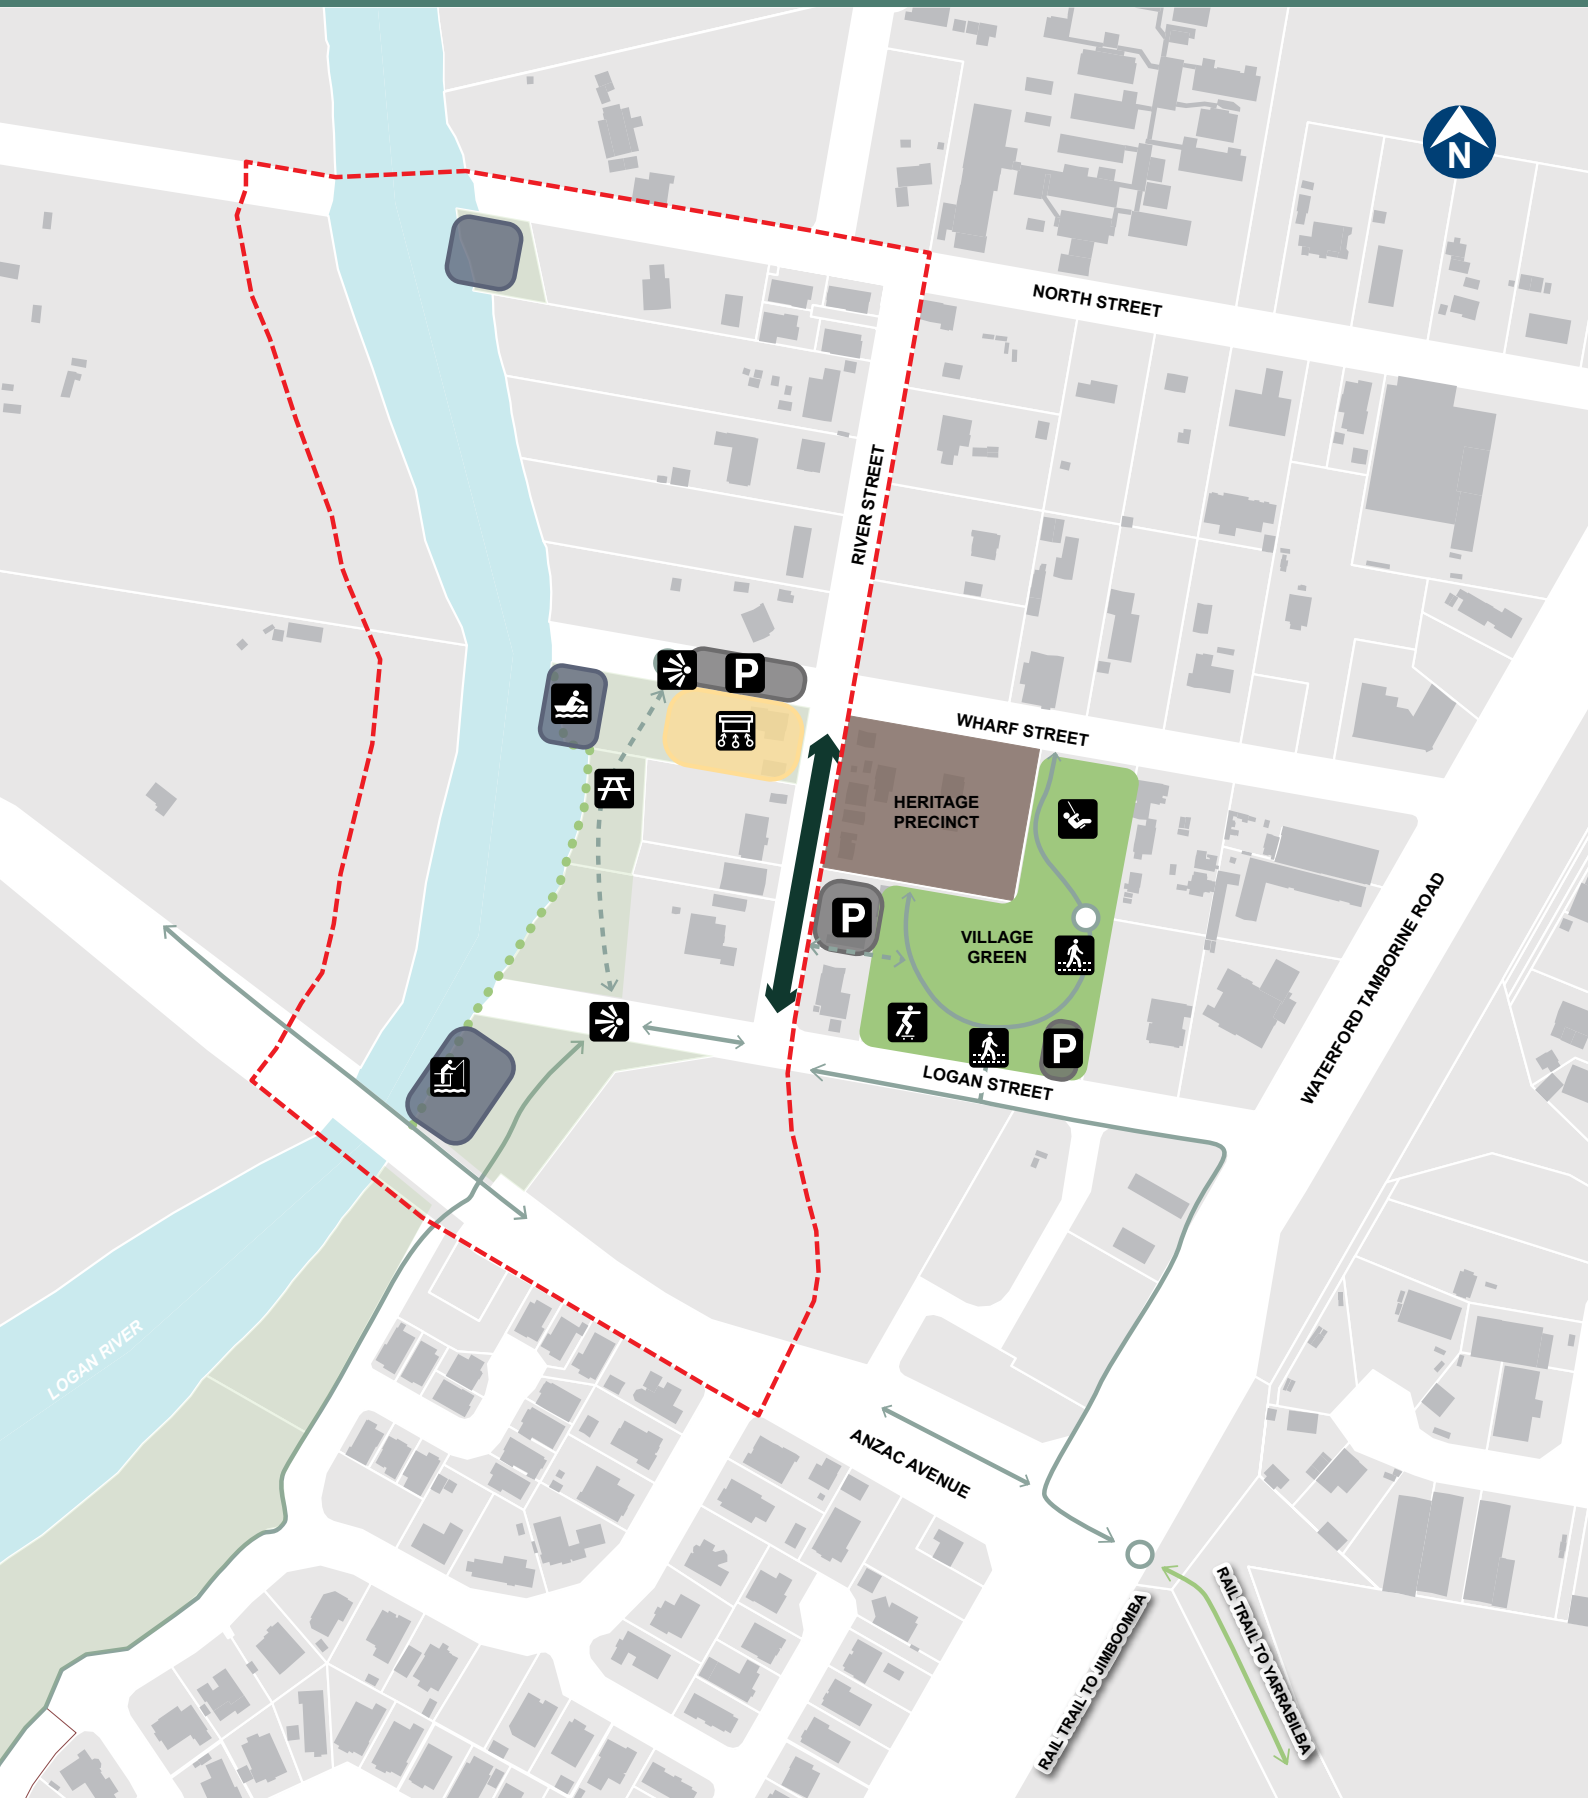 N
NORTH STREET
RIVER STREET
P
WHARF STREET
HERITAGE
PRECINCT
P
VILLAGE
GREEN
P
LOGAN STREET
WATERFORD TAMBORINE ROAD
LOGAN RIVER
ANZAC AVENUE
RAIL TRAIL TO JIMBOOMBA
RAIL TRAIL TO YARRABILBA